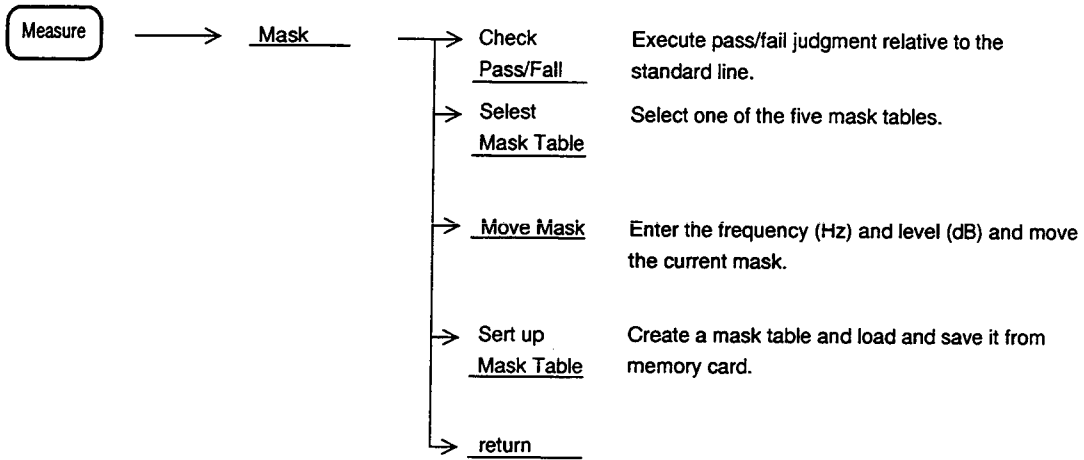 Measure
Mask
Check
Pass/Fall
Execute pass/fail judgment relative to the
standard line.
Selest
Mask Table
Select one of the five mask tables.
Move Mask
Enter the frequency (Hz) and level (dB) and move
the current mask.
Sert up
Mask Table
Create a mask table and load and save it from
memory card.
return